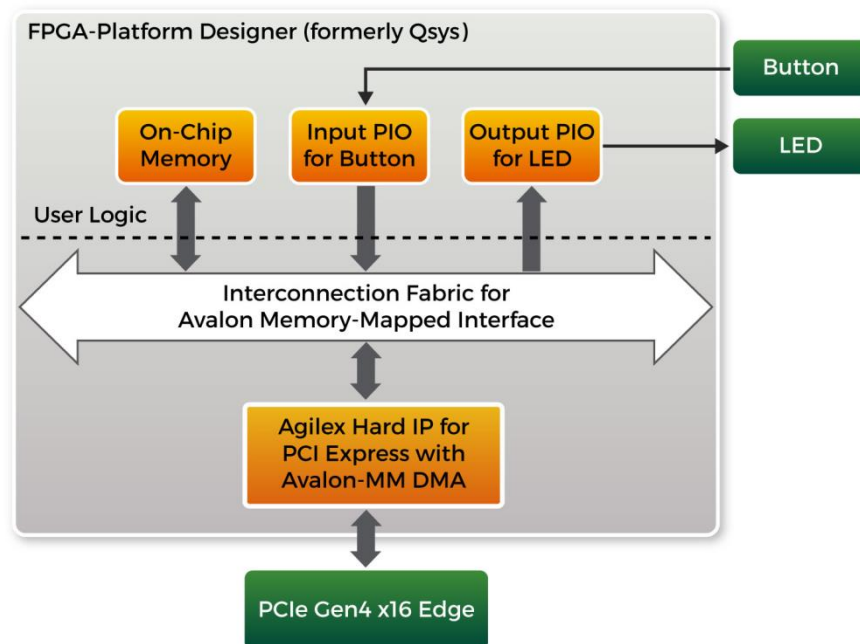 FPGA-Platform Designer (formerly Qsys)
Button
On-Chip
Memory
Input PIO
for Button
Output PIO
for LED
LED
User Logic
Interconnection Fabric for
Avalon Memory-Mapped Interface
Agilex Hard IP for
PCI Express with
Avalon-MM DMA
PCIe Gen4 x16 Edge